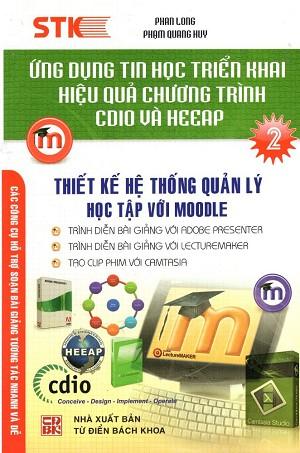 STK
PHAN LONG
PHẠM QUANG HUY
ỨNG DỤNG TIN HỌC TRIỂN KHAI
HIỆU QUẢ CHƯƠNG TRÌNH
CDIO VÀ HEEAP
2
m
THIẾT KẾ HỆ THỐNG QUẢN LÝ
HỌC TẬP VỚI MOODLE
TRÌNH DIỄN BÀI GIẢNG VỚI ADOBE PRESENTER
TRÌNH DIỄN BÀI GIẢNG VỚI LECTUREMAKER
TẠO CLIP PHIM VỚI CAMTASIA
CÁC CÔNG CỤ HỖ TRỢ SOẠN BÀI GIẢNG TƯƠNG TÁC NHANH VÀ DỄ
m
m
HEEAP
LectureMAKER
cdio
Conceive - Design - Implement - Operate
Camtasia Studio
NHÀ XUẤT BẢN
TỪ ĐIỂN BÁCH KHOA